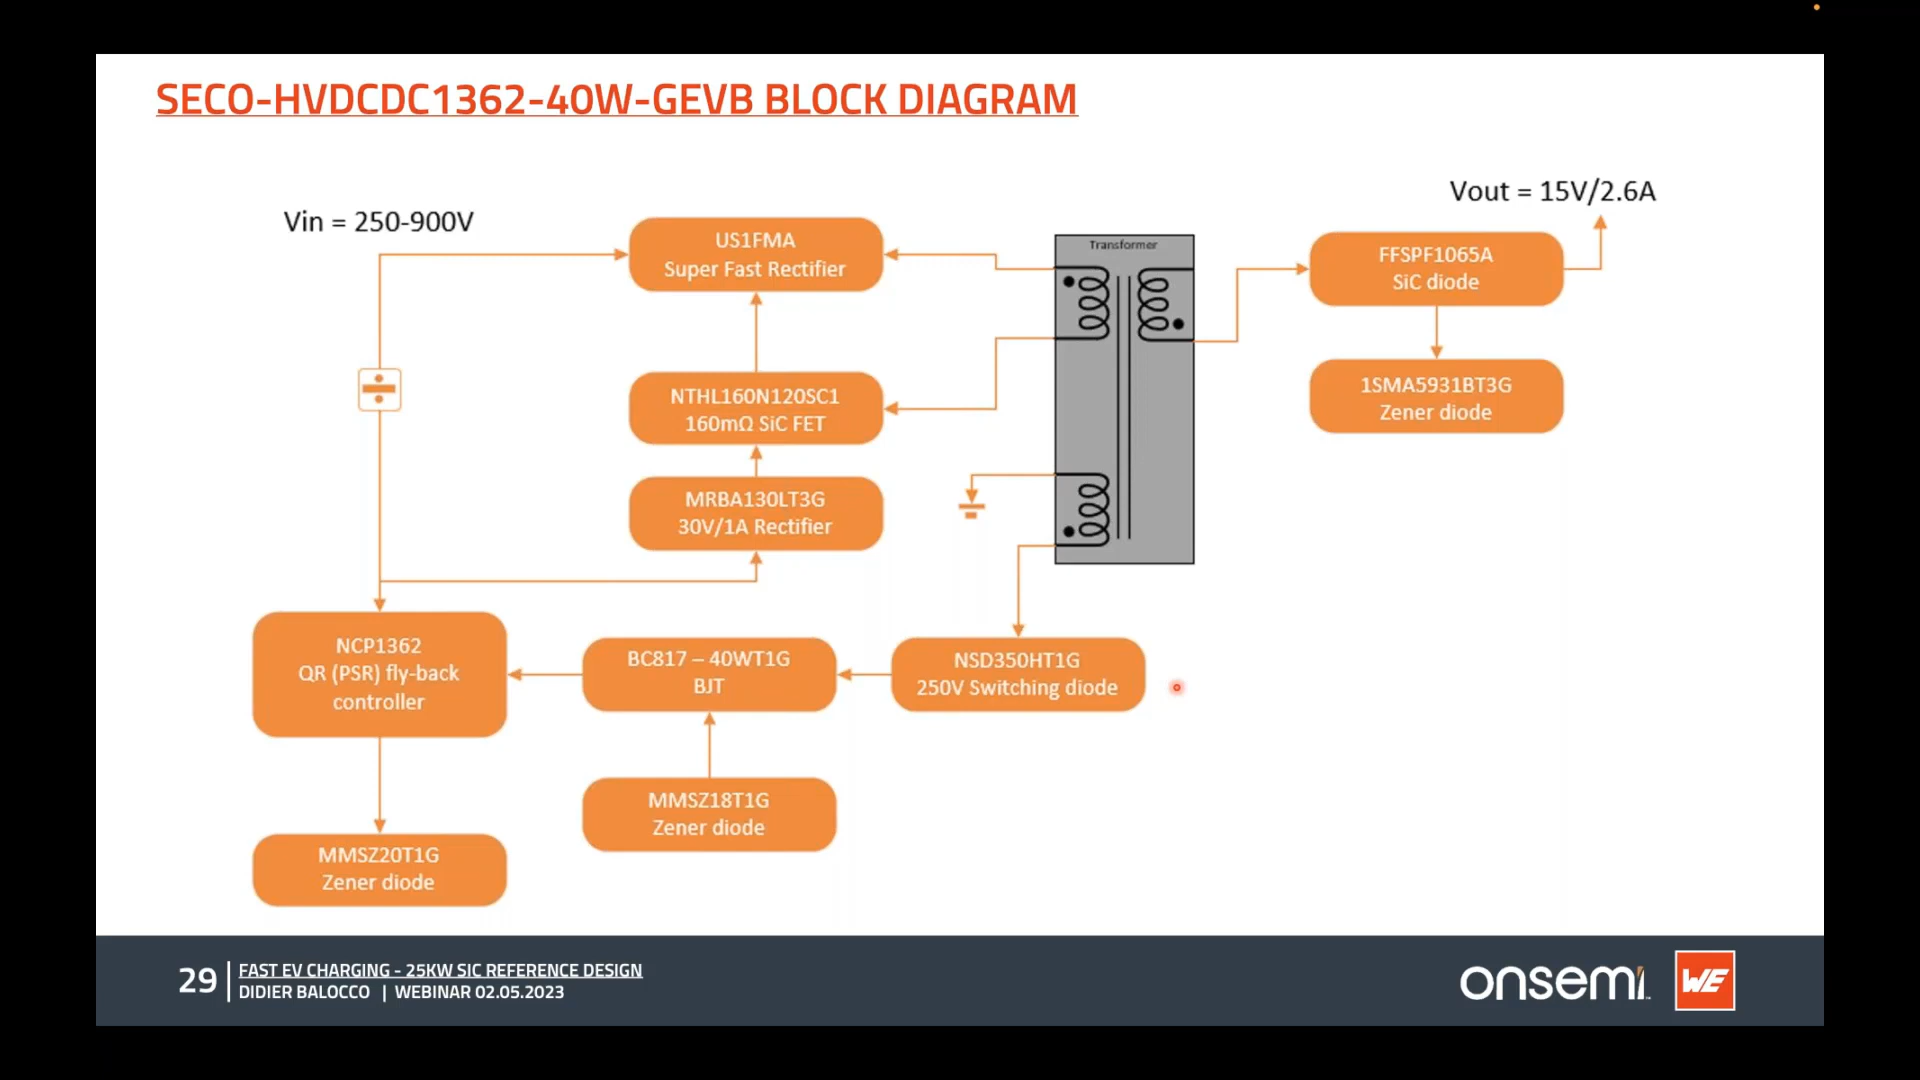 SECO-HVDCDC1362-40W-GEVB BLOCK DIAGRAM
Vin = 250-900V
Vout = 15V/2.6A
US1FMA
Super Fast Rectifier
Transformer
FFSPF1065A
SiC diode
NTHL160N120SC1
160mΩ SiC FET
1SMA5931BT3G
Zener diode
MRBA130LT3G
30V/1A Rectifier
NCP1362
QR (PSR) fly-back
controller
BC817 – 40WT1G
BJT
NSD350HT1G
250V Switching diode
MMSZ18T1G
Zener diode
MMSZ20T1G
Zener diode
29
FAST EV CHARGING - 25KW SIC REFERENCE DESIGN
DIDIER BALOCCO | WEBINAR 02.05.2023
onsemi
WE